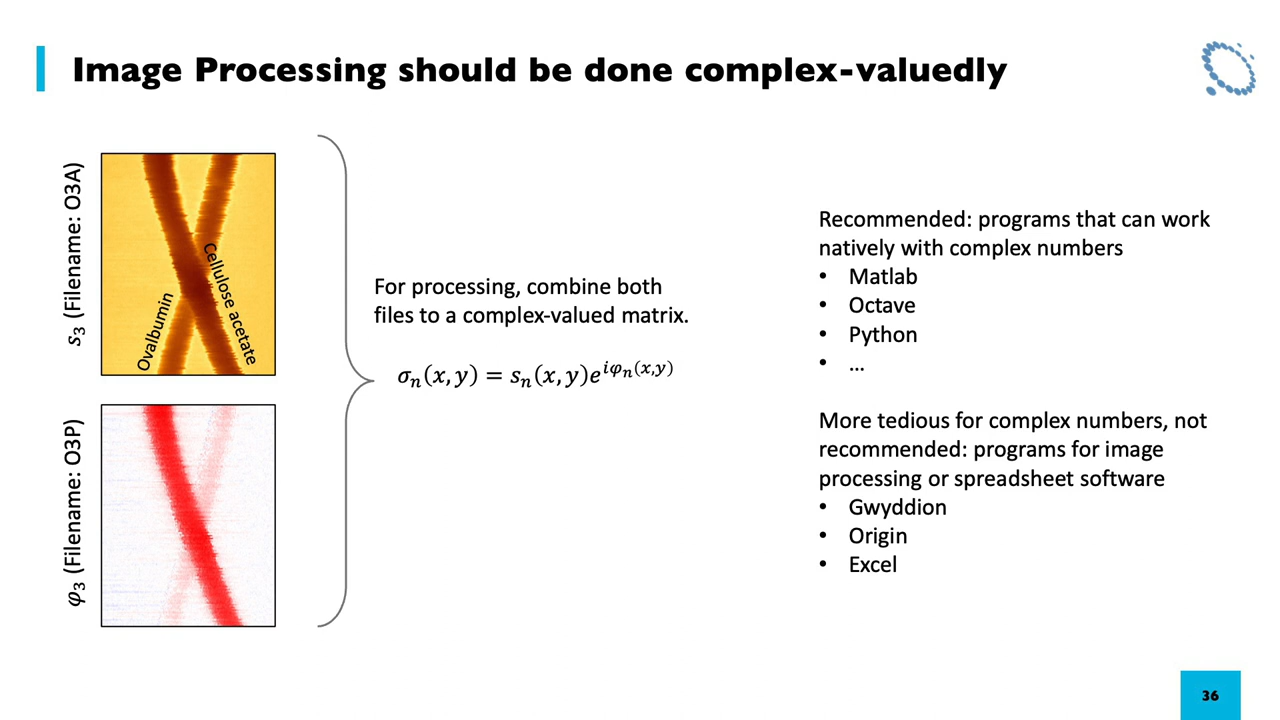 Image Processing should be done complex-valuedly
s₃ (Filename: O3A)
Ovalbumin
Cellulose acetate
φ₃ (Filename: O3P)
For processing, combine both
files to a complex-valued matrix.
σₙ(x, y) = sₙ(x, y)e^{iφₙ(x,y)}
Recommended: programs that can work
natively with complex numbers
• Matlab
• Octave
• Python
• ...
More tedious for complex numbers, not
recommended: programs for image
processing or spreadsheet software
• Gwyddion
• Origin
• Excel
36